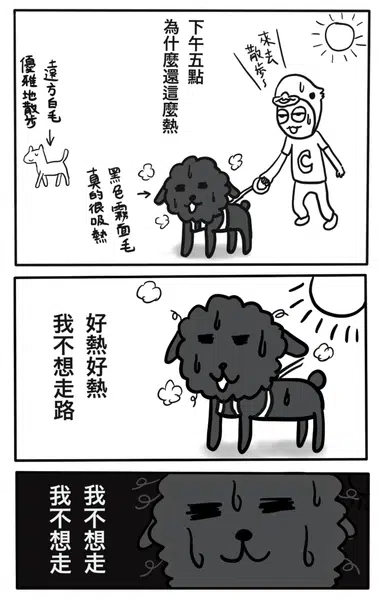 來去
散步
下午五點
為什麼還這麼熱
遠方白毛
優雅地散步
黑色霧面毛
真的很吸熱
C
好熱好熱
我不想走路
我不想走
我不想走